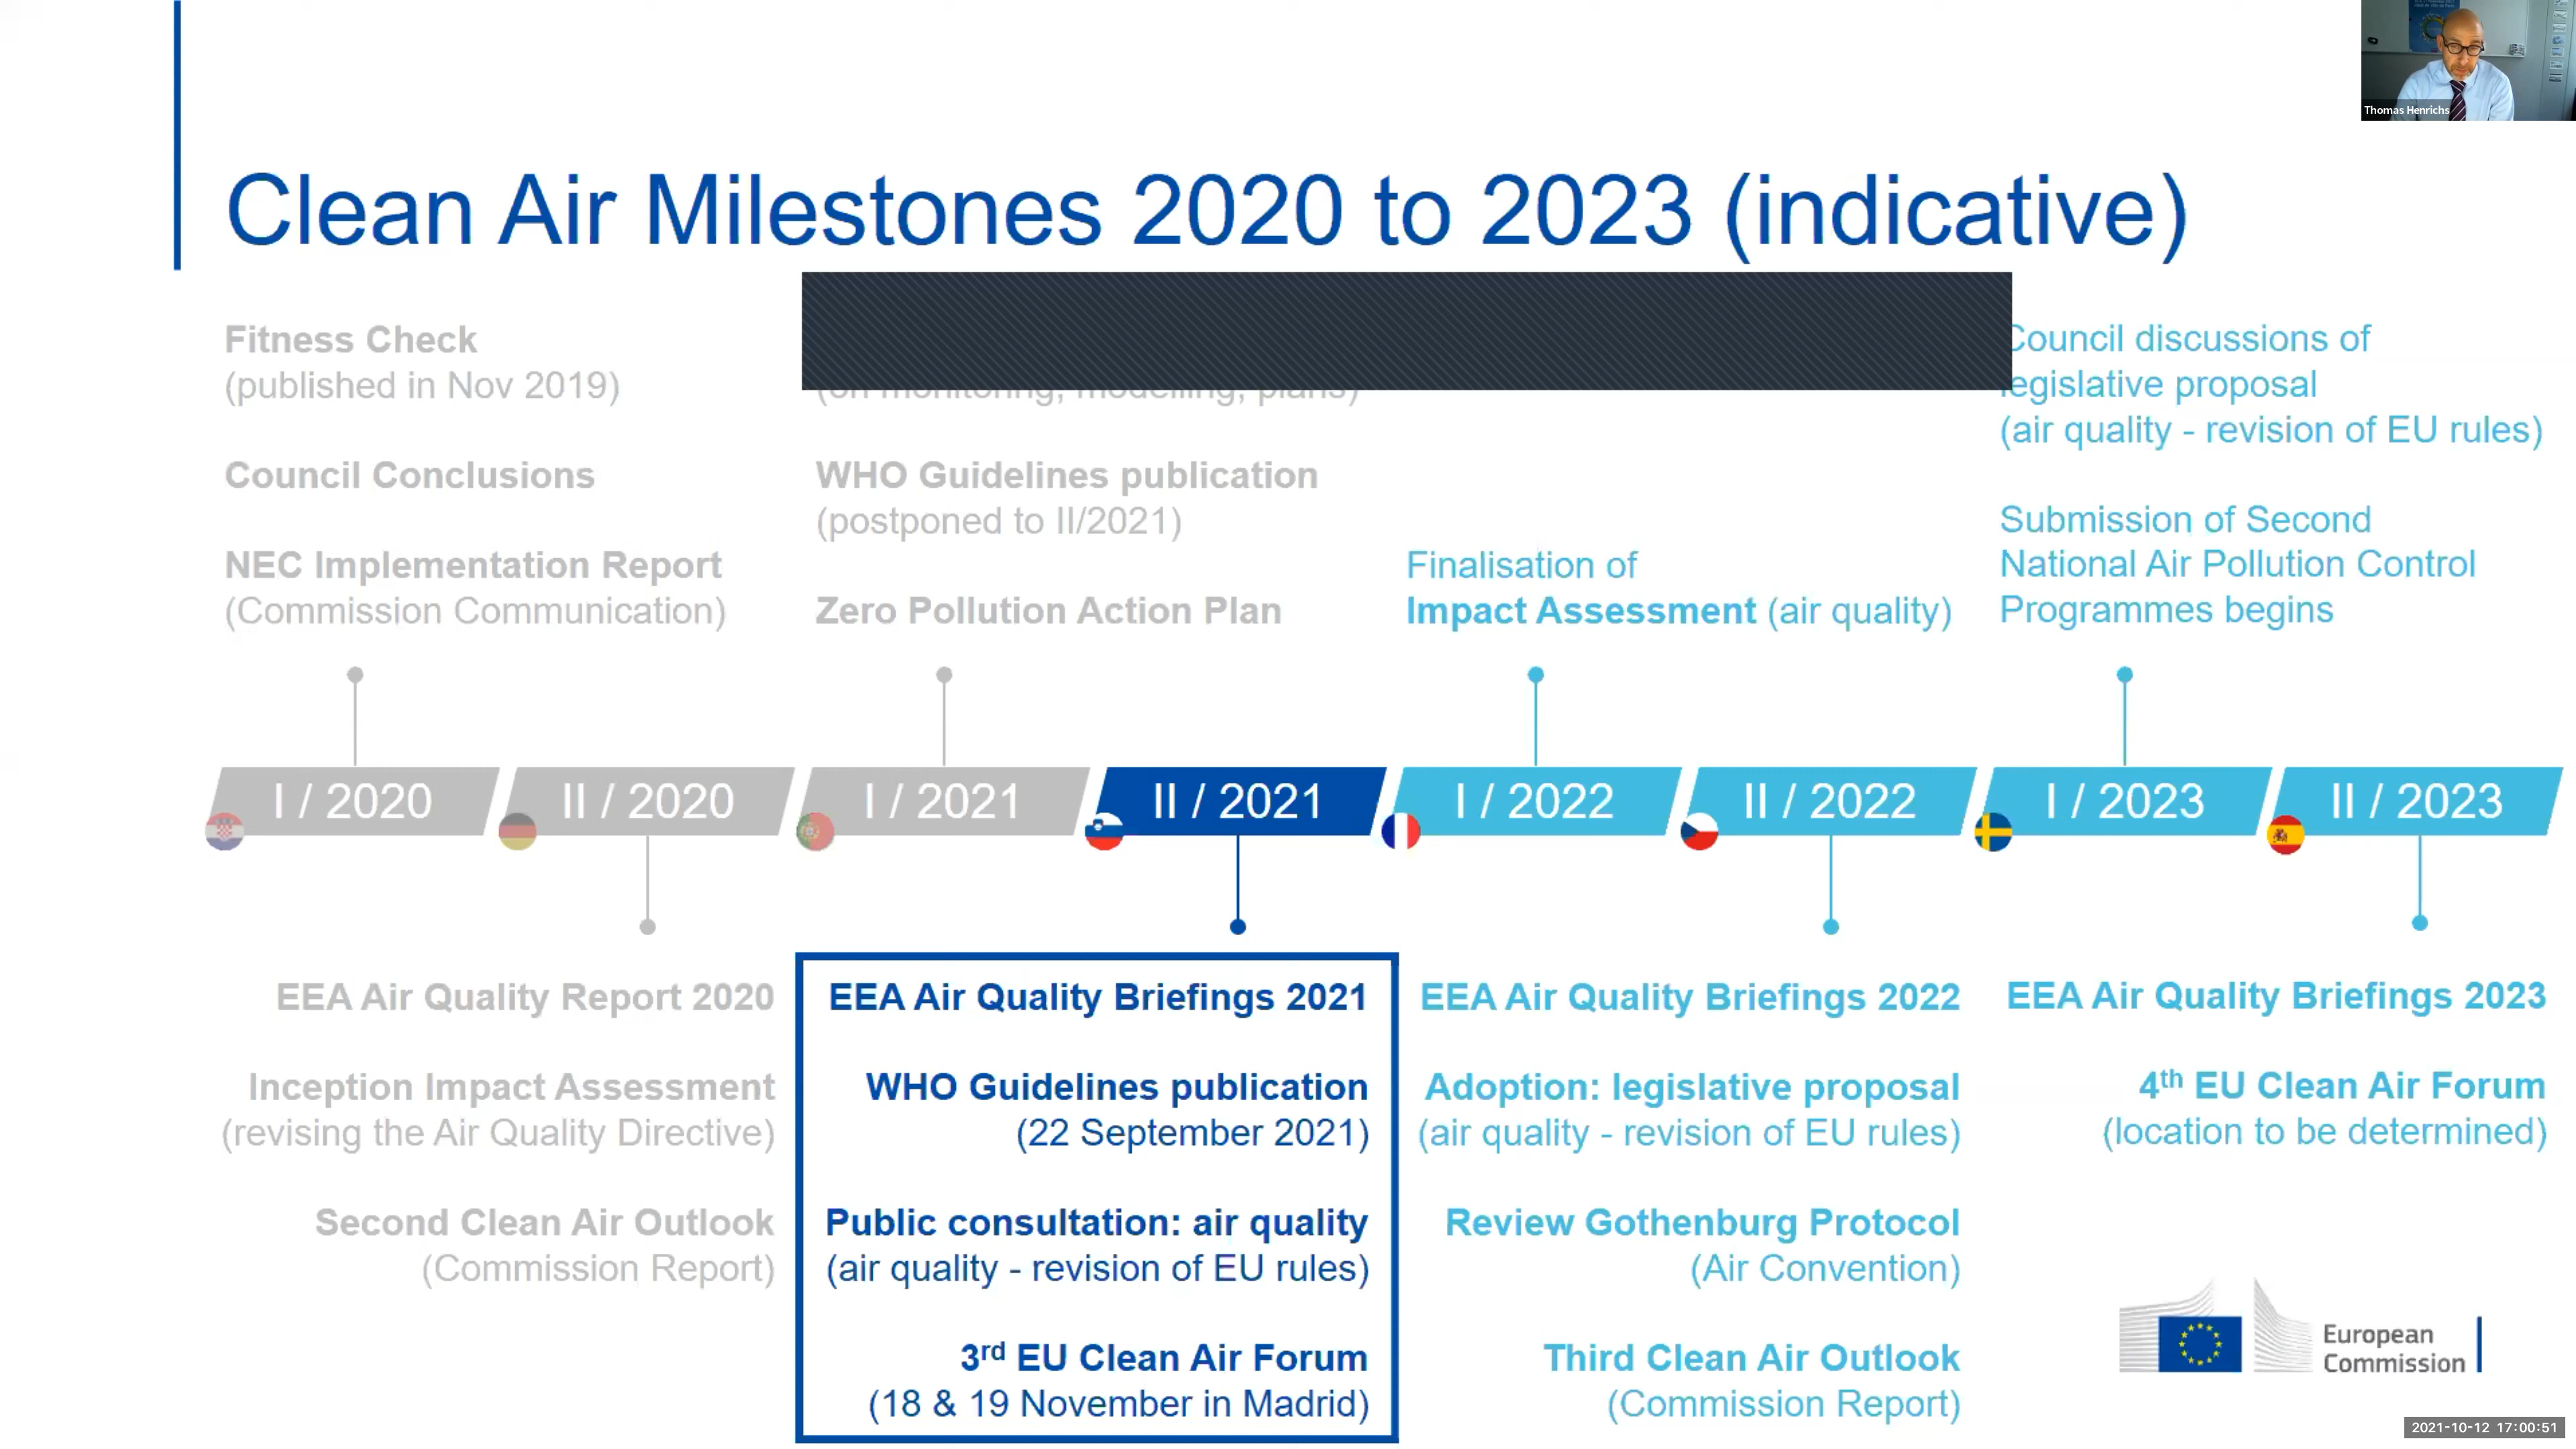 Thomas Henrichs
Clean Air Milestones 2020 to 2023 (indicative)
Fitness Check
(published in Nov 2019)
Council Conclusions
NEC Implementation Report
(Commission Communication)
(on monitoring, modelling, plans)
WHO Guidelines publication
(postponed to II/2021)
Zero Pollution Action Plan
Finalisation of
Impact Assessment (air quality)
Council discussions of
legislative proposal
(air quality - revision of EU rules)
Submission of Second
National Air Pollution Control
Programmes begins
I / 2020
II / 2020
I / 2021
II / 2021
I / 2022
II / 2022
I / 2023
II / 2023
EEA Air Quality Report 2020
Inception Impact Assessment
(revising the Air Quality Directive)
Second Clean Air Outlook
(Commission Report)
EEA Air Quality Briefings 2021
WHO Guidelines publication
(22 September 2021)
Public consultation: air quality
(air quality - revision of EU rules)
3rd EU Clean Air Forum
(18 & 19 November in Madrid)
EEA Air Quality Briefings 2022
Adoption: legislative proposal
(air quality - revision of EU rules)
Review Gothenburg Protocol
(Air Convention)
Third Clean Air Outlook
(Commission Report)
EEA Air Quality Briefings 2023
4th EU Clean Air Forum
(location to be determined)
European
Commission
2021-10-12 17:00:51